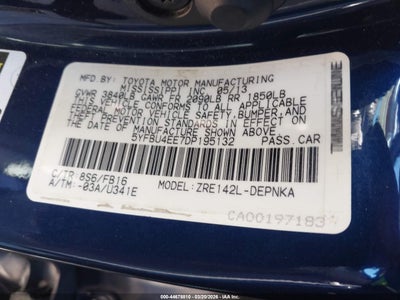 MFD.BY: TOYOTA MOTOR MANUFACTURING
MISSISSIPPI, INC. 05/13
GVWR 3840LB GAWR FR 2090LB RR 1850LB
THIS VEHICLE CONFORMS TO ALL APPLICABLE
FEDERAL MOTOR VEHICLE SAFETY,BUMPER,AND
THEFT PREVENTION STANDARDS IN EFFECT ON
THE DATE OF MANUFACTURE SHOWN ABOVE.
5YFBU4EE7DP195132 PASS.CAR
C/TR 8S6/FB16
A/TM -03A/U341E MODEL: ZRE142L-DEPNKA
CA00197183
000-44678810 - 03/20/2026 - IAA